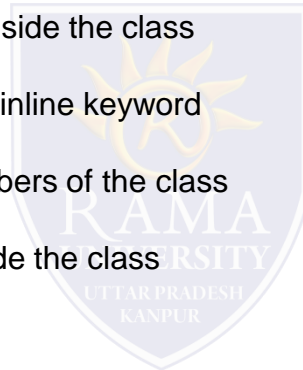 side the class
inline keyword
bers of the class
de the class
RAMA
UNIVERSITY
UTTAR PRADESH
KANPUR